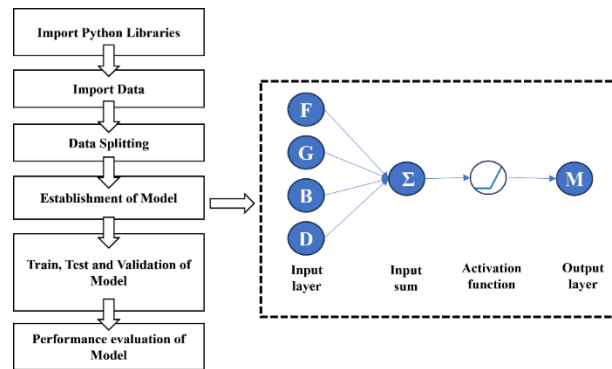 Import Python Libraries
Import Data
Data Splitting
Establishment of Model
Train, Test and Validation of
Model
Performance evaluation of
Model
F
G
B
D
Σ
M
Input
layer
Input
sum
Activation
function
Output
layer